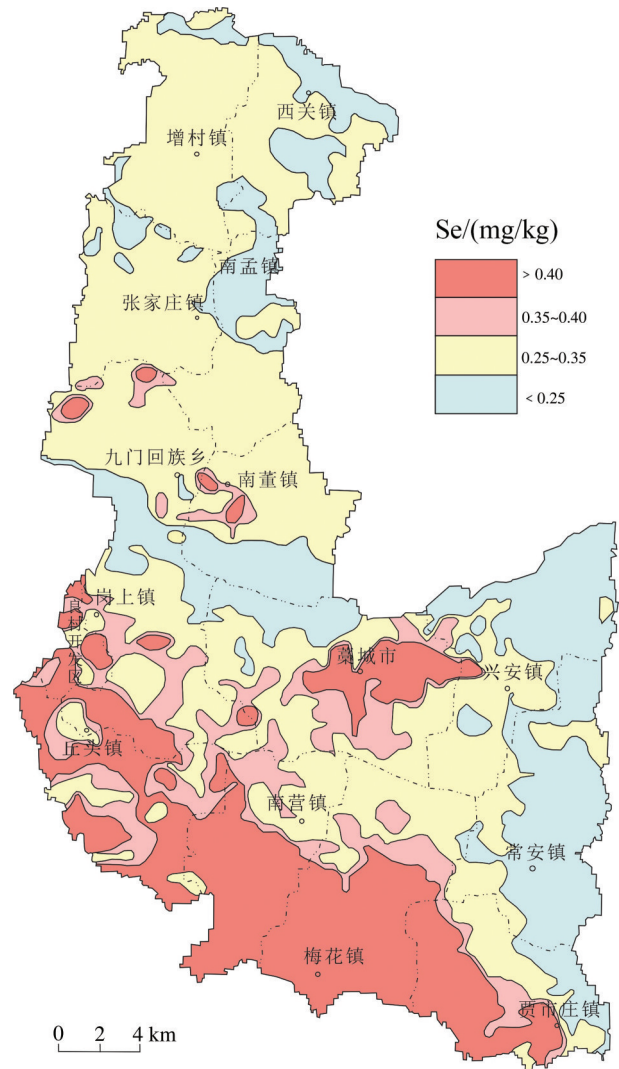 西关镇
增村镇
Se/(mg/kg)
> 0.40
0.35~0.40
0.25~0.35
< 0.25
南孟镇
张家庄镇
九门回族乡
南董镇
岗上镇
良村开发区
藁城市
兴安镇
丘头镇
南营镇
常安镇
梅花镇
贾市庄镇
0 2 4 km